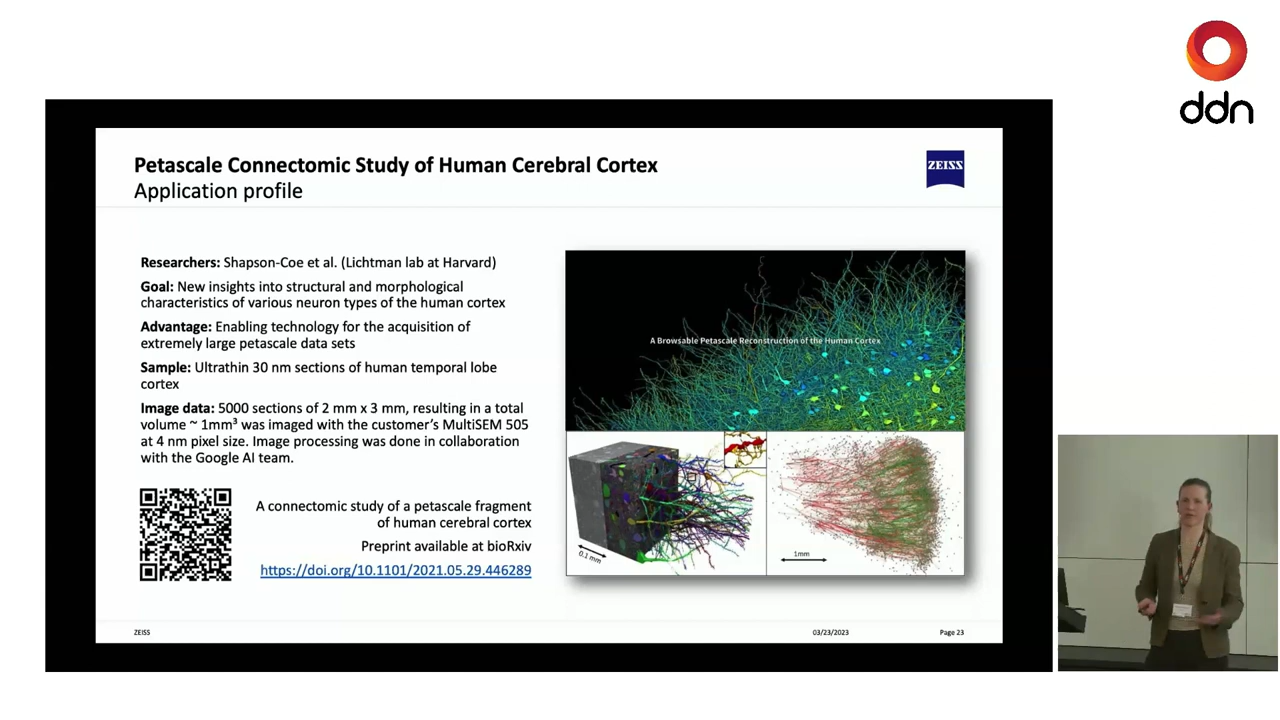 ddn
Petascale Connectomic Study of Human Cerebral Cortex
Application profile
ZEISS
Researchers: Shapson-Coe et al. (Lichtman lab at Harvard)
Goal: New insights into structural and morphological
characteristics of various neuron types of the human cortex
Advantage: Enabling technology for the acquisition of
extremely large petascale data sets
Sample: Ultrathin 30 nm sections of human temporal lobe
cortex
Image data: 5000 sections of 2 mm x 3 mm, resulting in a total
volume ~ 1mm³ was imaged with the customer's MultiSEM 505
at 4 nm pixel size. Image processing was done in collaboration
with the Google AI team.
A connectomic study of a petascale fragment
of human cerebral cortex
Preprint available at bioRxiv
https://doi.org/10.1101/2021.05.29.446289
A Browsable Petascale Reconstruction of the Human Cortex
0.1 mm
1mm
ZEISS
03/23/2023
Page 23